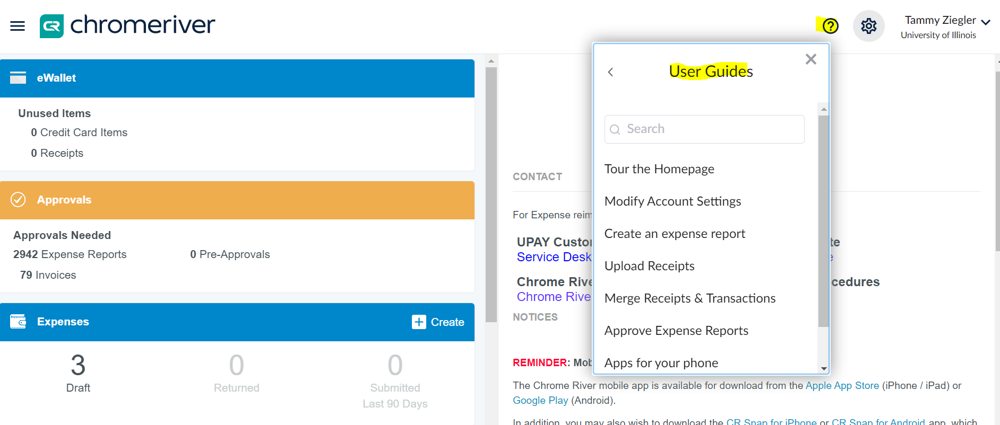 CR chromeriver
?
Tammy Ziegler
University of Illinois
eWallet
Unused Items
0 Credit Card Items
0 Receipts
Approvals
Approvals Needed
2942 Expense Reports
0 Pre-Approvals
79 Invoices
Expenses
Create
3
Draft
0
Returned
0
Submitted
Last 90 Days
User Guides
Search
Tour the Homepage
Modify Account Settings
Create an expense report
Upload Receipts
Merge Receipts & Transactions
Approve Expense Reports
Apps for your phone
CONTACT
For Expense reim
UPAY Custo
te
Service Desk
e
Chrome Rive
cedures
Chrome Rive
NOTICES
REMINDER: Mob
The Chrome River mobile app is available for download from the Apple App Store (iPhone / iPad) or
Google Play (Android).
In addition, you may also wish to download the CR Snap for iPhone or CR Snap for Android app, which